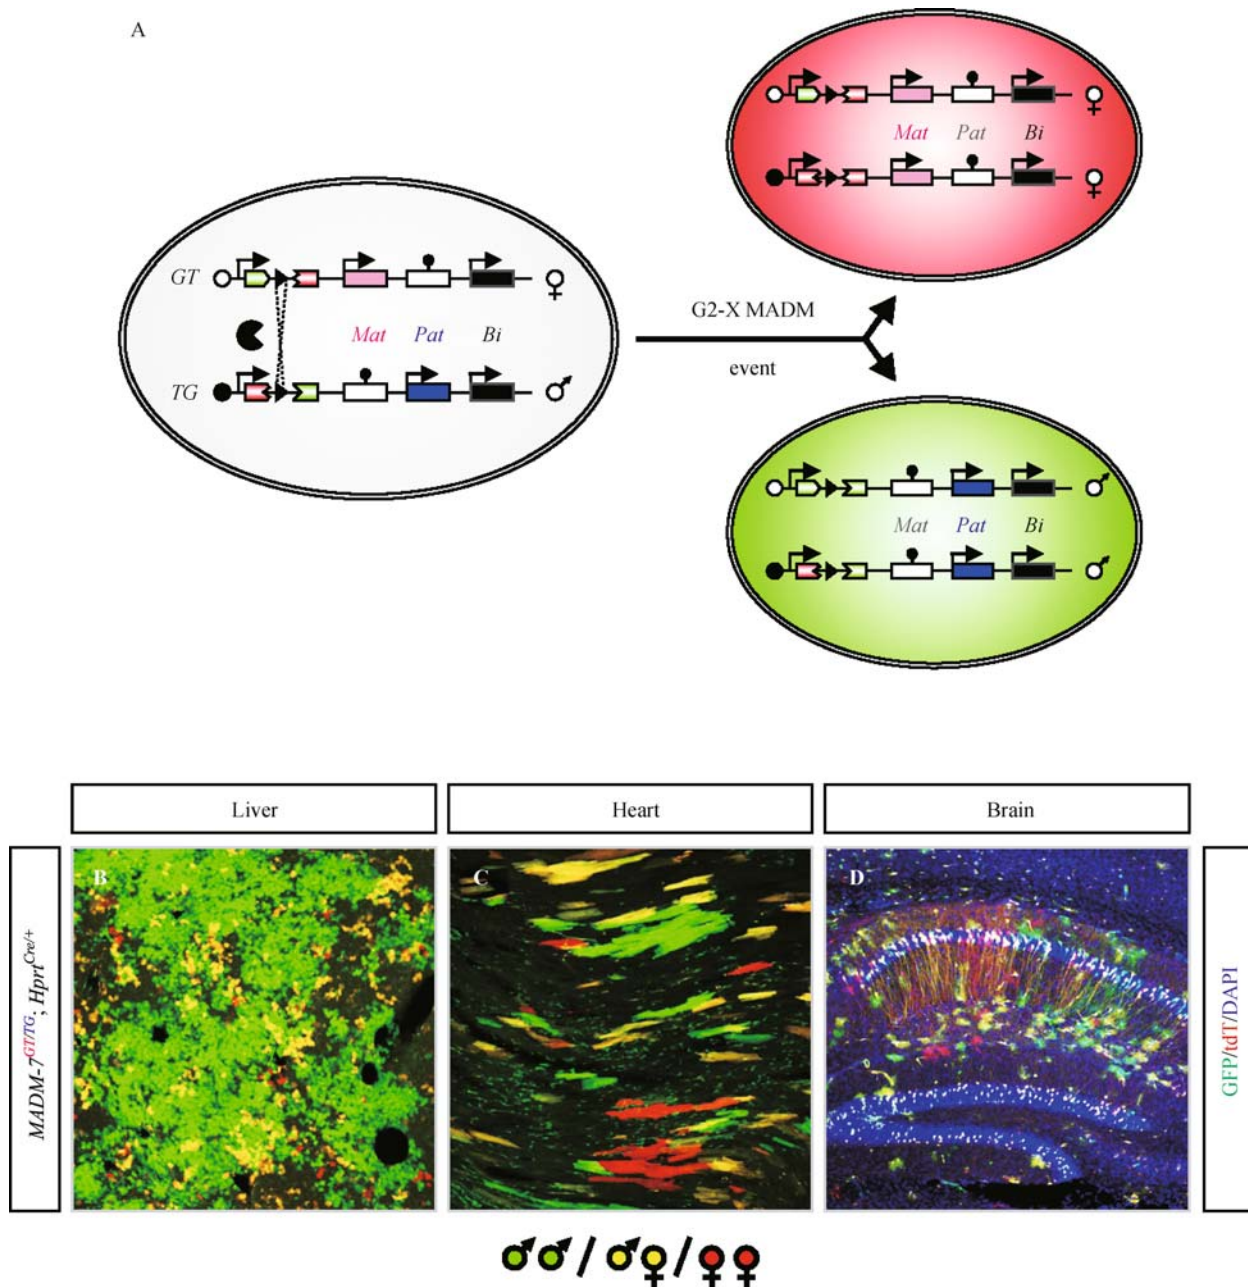 A
GT
Mat Pat Bi
TG
G2-X MADM
event
Mat Pat Bi
Mat Pat Bi
Liver
Heart
Brain
MADM-7GT/TG; HprtCre/+
B
C
D
GFP/tdT/DAPI